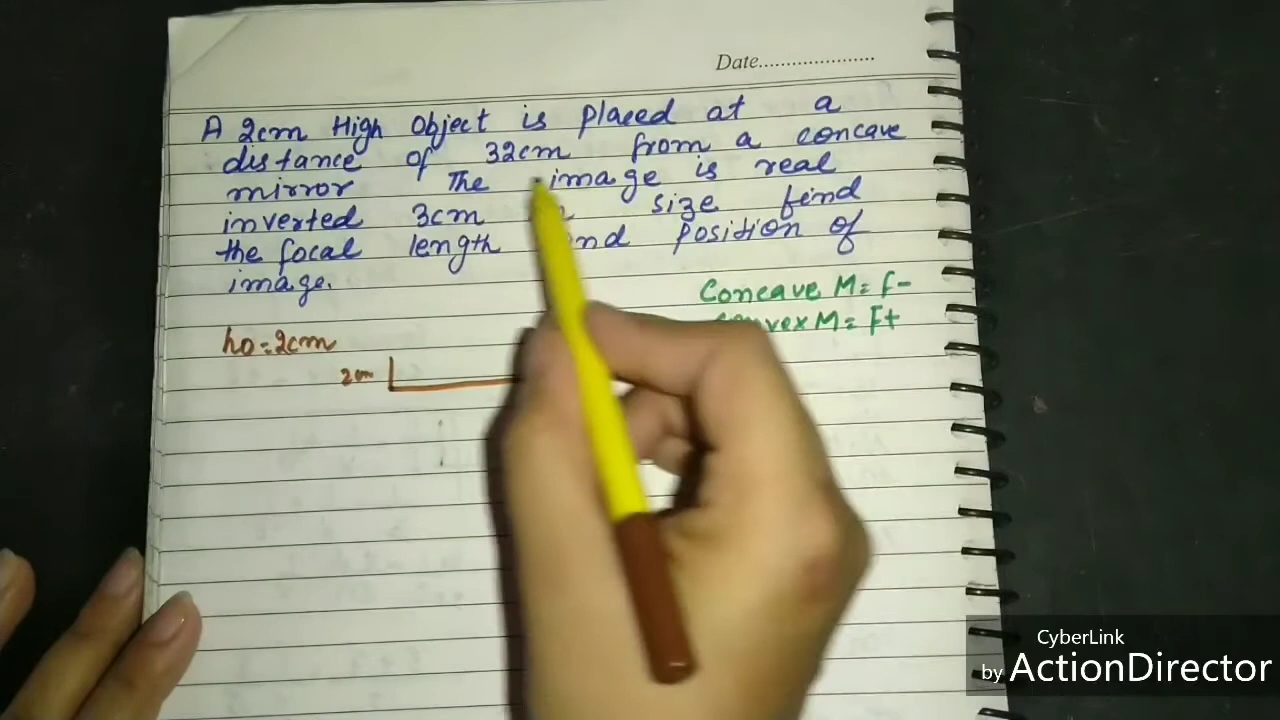 Date.....................
A 2cm High Object is placed at a
distance of 32cm from a concave
mirror The image is real
inverted 3cm size find
the focal length position of
image.
Concave M = f-
M = F+
ho = 2cm
2cm
CyberLink
by ActionDirector